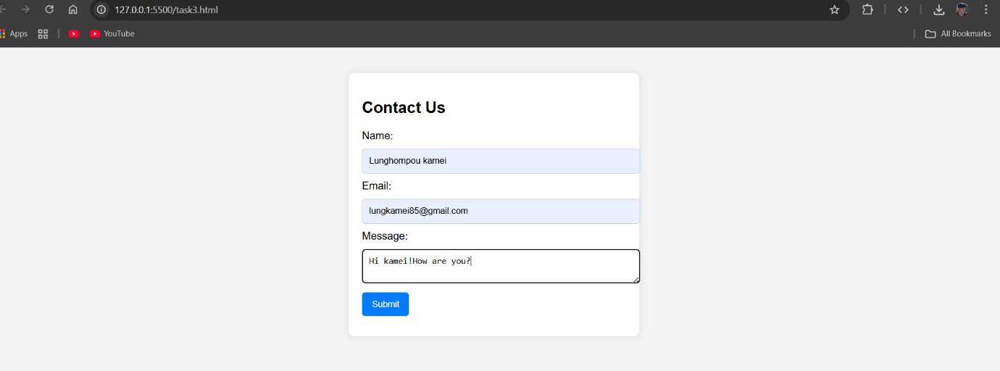 127.0.0.1:5500/task3.html
Apps YouTube All Bookmarks
Contact Us
Name:
Lunghompou kamei
Email:
lungkamei85@gmail.com
Message:
Hi kamei!How are you?
Submit